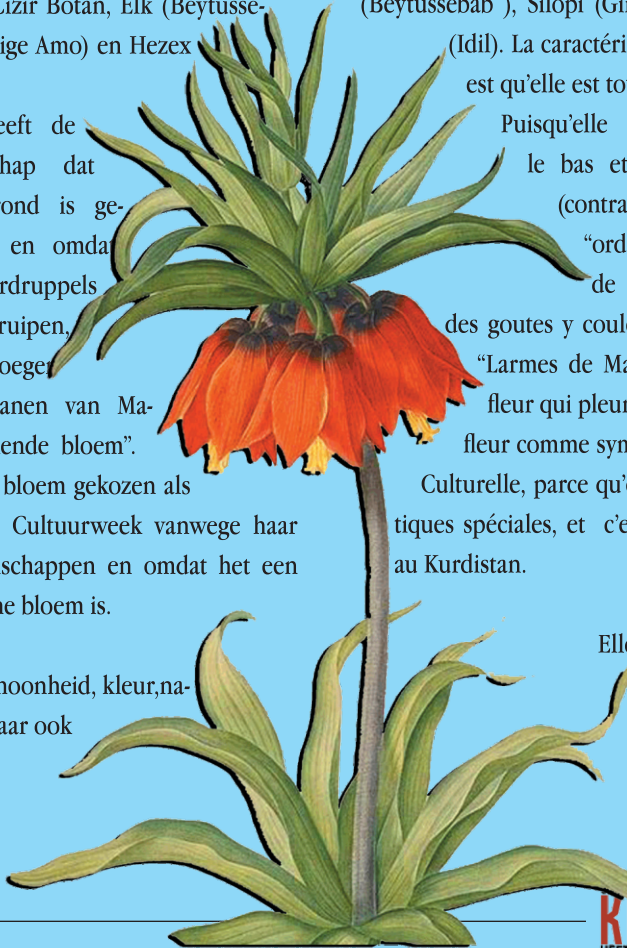 Lizir Botan, Elk (Beytusse-
ige Amo) en Hezex
eeft de
hap dat
rond is ge-
en omdat
rdruppels
ruipen,
oeger
anen van Ma-
ende bloem”.
bloem gekozen als
Cultuurweek vanwege haar
schappen en omdat het een
he bloem is.
hoonheid, kleur,na-
aar ook
(Beytussebab ), Silopi (Gi
(Idil). La caractéri
est qu’elle est tou
Puisqu’elle
le bas et
(contra
“ord
de
des goutes y coul
“Larmes de Ma
fleur qui pleur
fleur comme sym
Culturelle, parce qu’
tiques spéciales, et c’e
au Kurdistan.
Elle
K